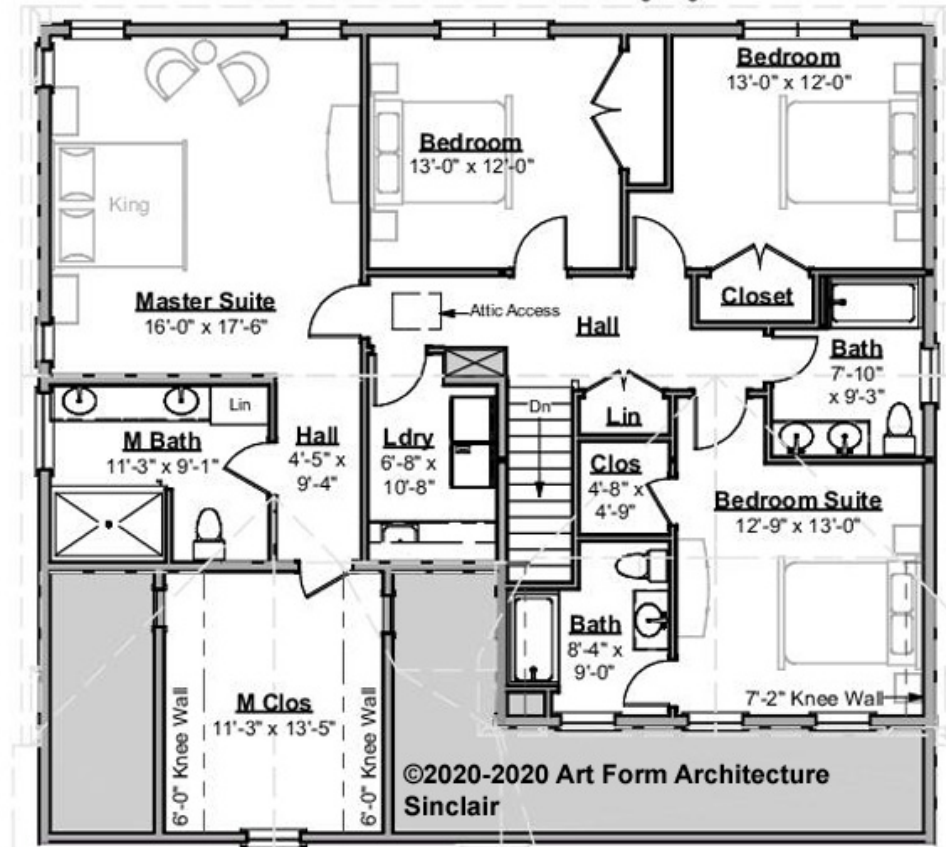 Bedroom
13'-0" x 12'-0"
Bedroom
13'-0" x 12'-0"
King
Master Suite
16'-0" x 17'-6"
Attic Access
Hall
Closet
Bath
7'-10"
x 9'-3"
Lin
M Bath
11'-3" x 9'-1"
Hall
4'-5" x
9'-4"
Ldry
6'-8" x
10'-8"
Dn
Lin
Clos
4'-8" x
4'-9"
Bedroom Suite
12'-9" x 13'-0"
Bath
8'-4" x
9'-0"
7'-2" Knee Wall
M Clos
11'-3" x 13'-5"
6'-0" Knee Wall
6'-0" Knee Wall
©2020-2020 Art Form Architecture
Sinclair